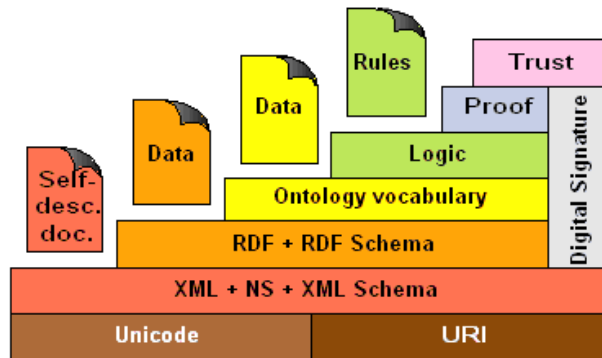 Rules
Trust
Data
Proof
Data
Logic
Self-
desc.
doc.
Ontology vocabulary
Digital Signature
RDF + RDF Schema
XML + NS + XML Schema
Unicode
URI